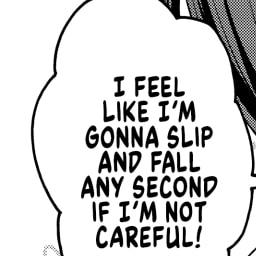 I FEEL
LIKE I'M
GONNA SLIP
AND FALL
ANY SECOND
IF I'M NOT
CAREFUL!